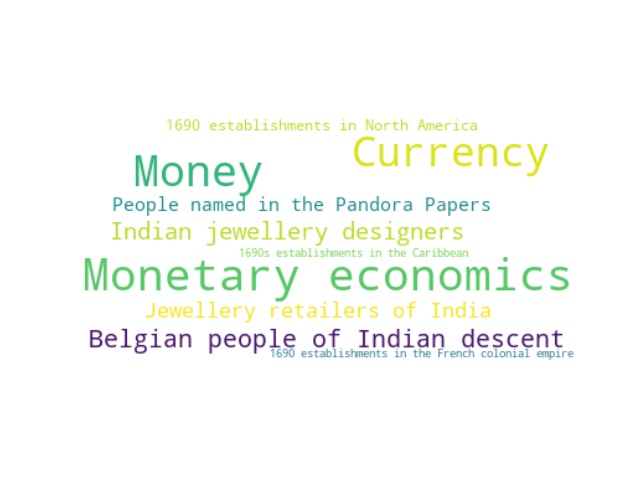 1690 establishments in North America
Currency
Money
People named in the Pandora Papers
Indian jewellery designers
1690s establishments in the Caribbean
Monetary economics
Jewellery retailers of India
Belgian people of Indian descent
1690 establishments in the French colonial empire